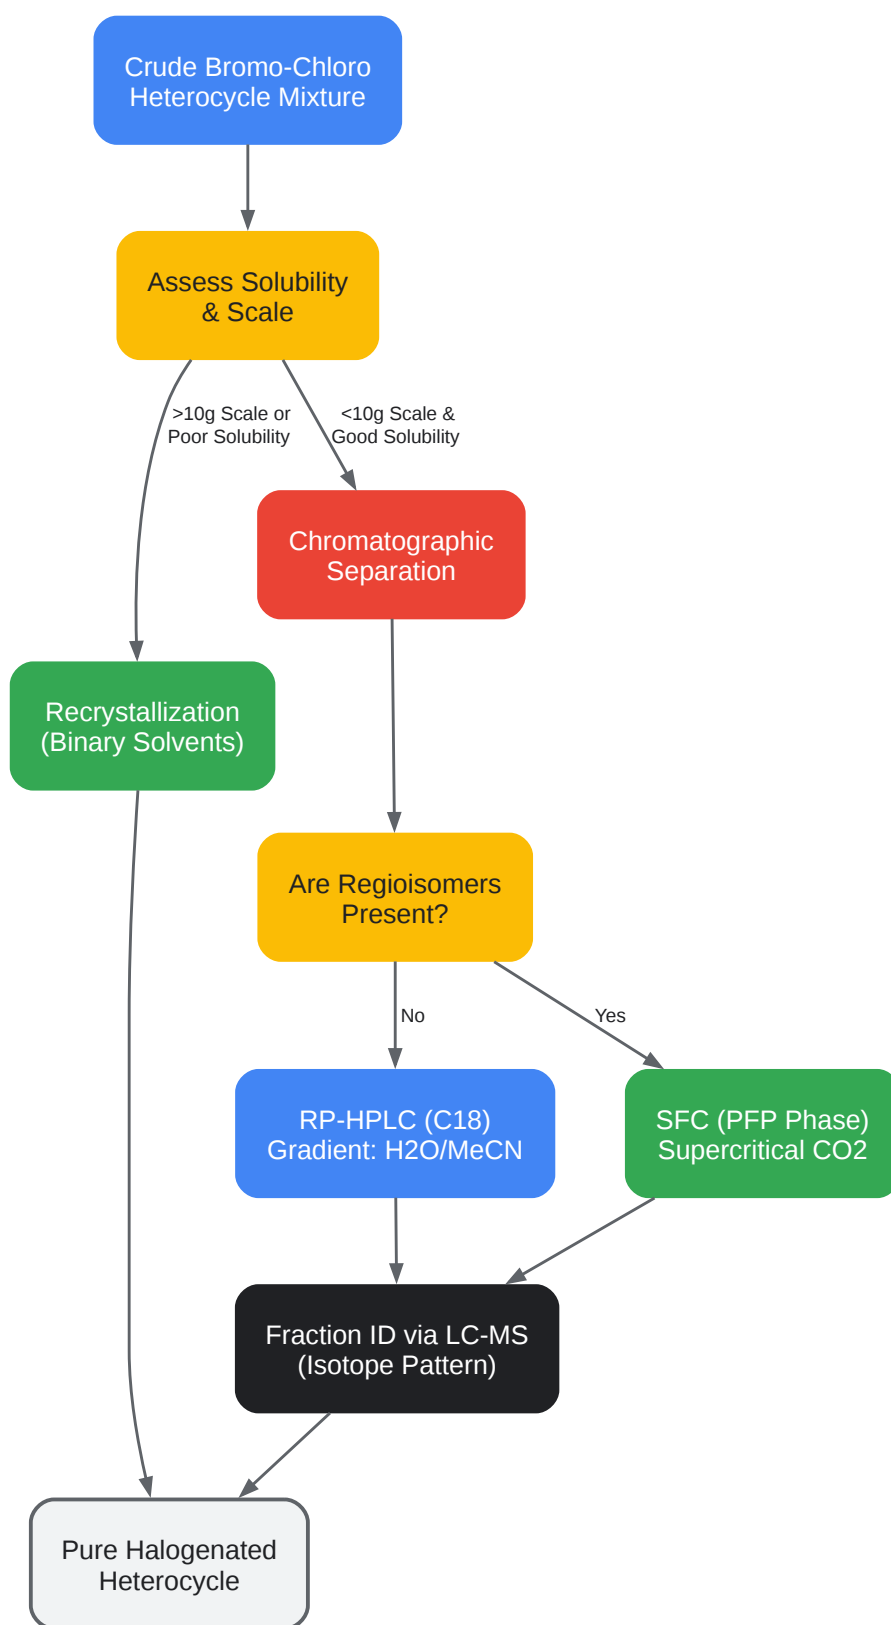 Crude Bromo-Chloro
Heterocycle Mixture
Assess Solubility
& Scale
>10g Scale or
Poor Solubility
<10g Scale &
Good Solubility
Chromatographic
Separation
Recrystallization
(Binary Solvents)
Are Regioisomers
Present?
No
Yes
RP-HPLC (C18)
Gradient: H2O/MeCN
SFC (PFP Phase)
Supercritical CO2
Fraction ID via LC-MS
(Isotope Pattern)
Pure Halogenated
Heterocycle